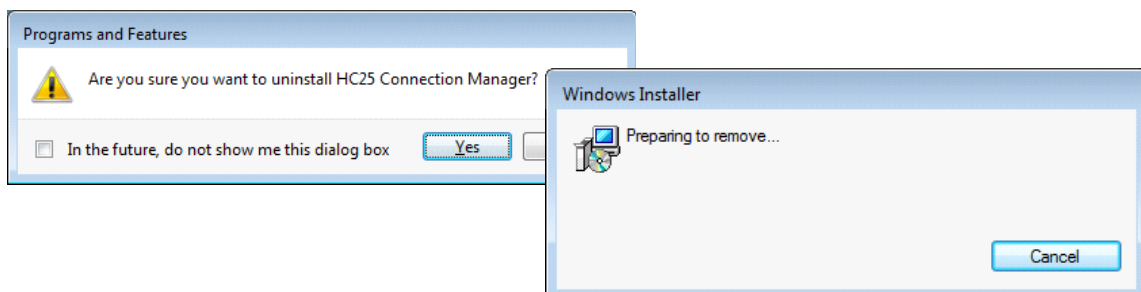 Programs and Features
Are you sure you want to uninstall HC25 Connection Manager?
In the future, do not show me this dialog box
Yes
Windows Installer
Preparing to remove...
Cancel